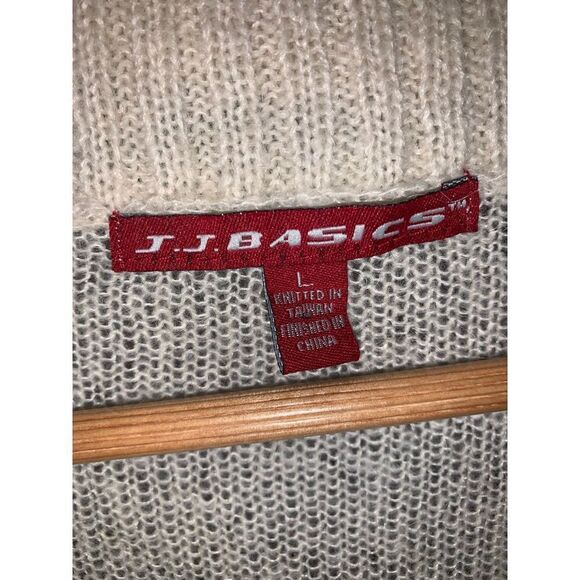 J.J.BASICS™
L
KNITTED IN
TAIWAN
FINISHED IN
CHINA